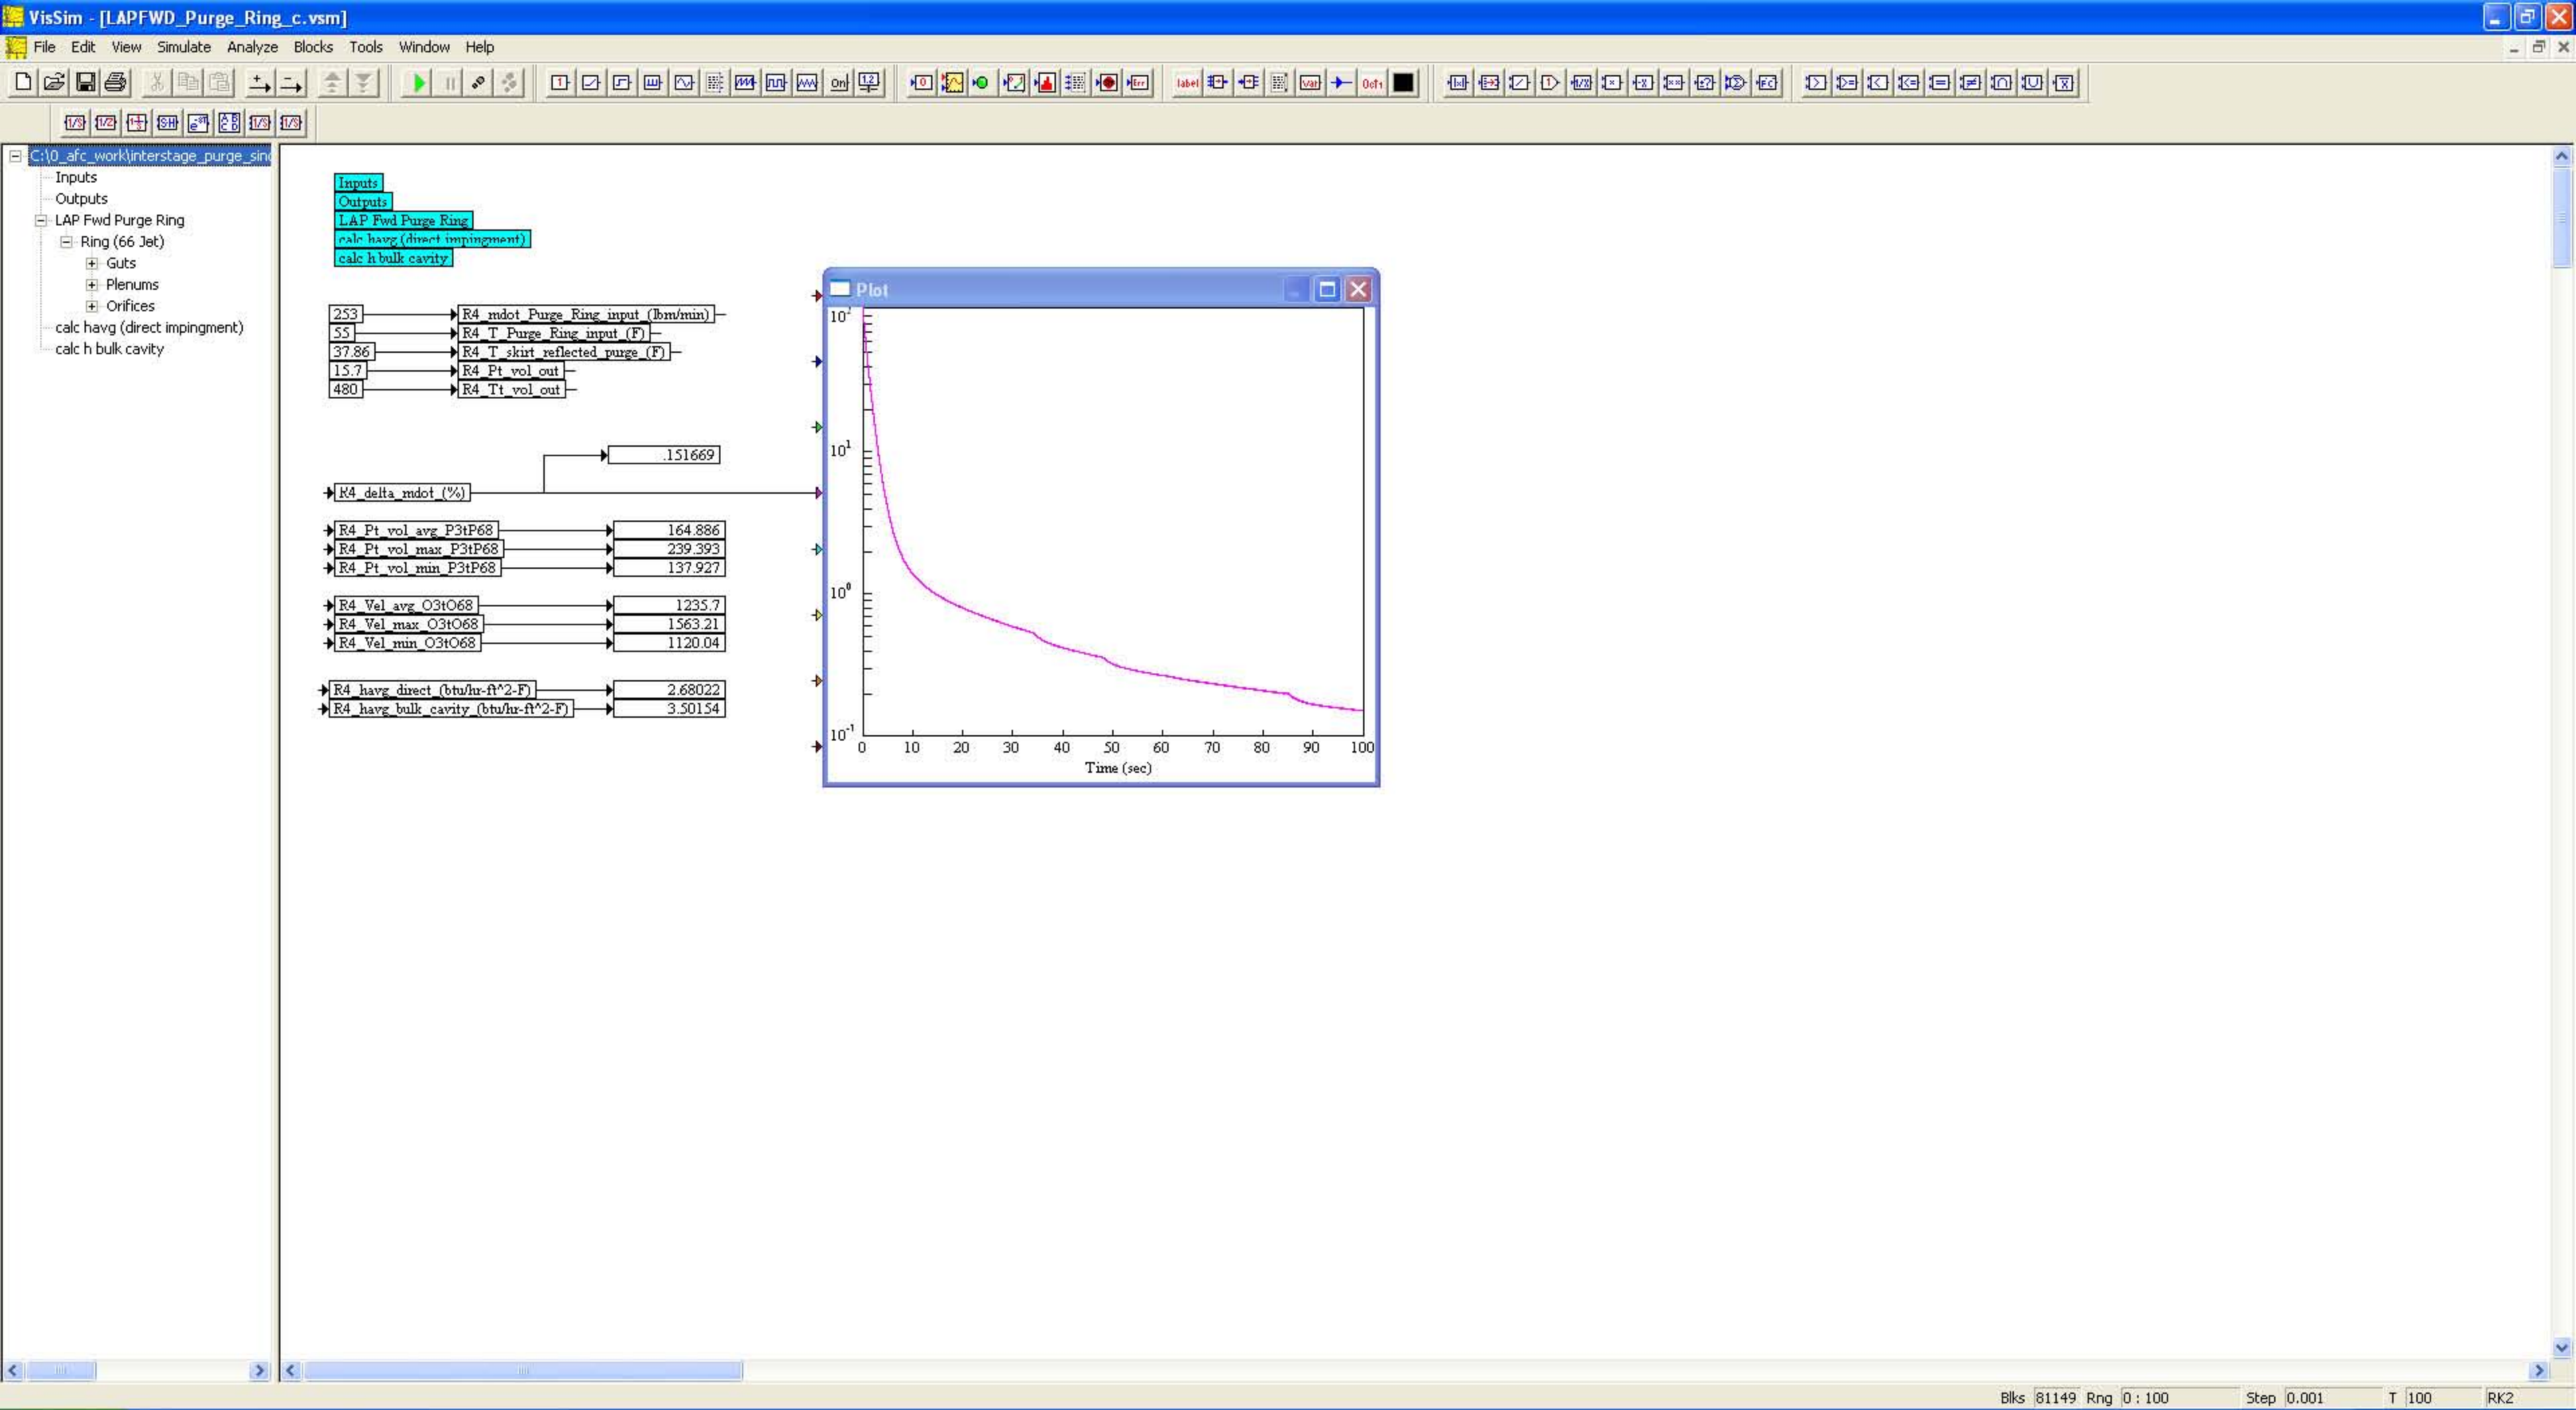 VisSim - [LAPFWD_Purge_Ring_c.vsm]
File Edit View Simulate Analyze Blocks Tools Window Help
C:\0_afc_work\interstage_purge_sind
Inputs
Outputs
LAP Fwd Purge Ring
Ring (66 Jet)
Guts
Plenums
Orifices
calc havg (direct impingment)
calc h bulk cavity
Inputs
Outputs
LAP Fwd Purge Ring
calc havg (direct impingment)
calc h bulk cavity
253 R4_mdot_Purge_Ring_input_(lbm/min)
55 R4_T_Purge_Ring_input_(F)
37.86 R4_T_skirt_reflected_purge_(F)
15.7 R4_Pt_vol_out
480 R4_Tt_vol_out
.151669
R4_delta_mdot_(%)
R4_Pt_vol_avg_P3tP68 164.886
R4_Pt_vol_max_P3tP68 239.393
R4_Pt_vol_min_P3tP68 137.927
R4_Vel_avg_O3tO68 1235.7
R4_Vel_max_O3tO68 1563.21
R4_Vel_min_O3tO68 1120.04
R4_havg_direct_(btu/hr-ft^2-F) 2.68022
R4_havg_bulk_cavity_(btu/hr-ft^2-F) 3.50154
Plot
10²
10¹
10⁰
10⁻¹
0 10 20 30 40 50 60 70 80 90 100
Time (sec)
Blks 81149 Rng 0 : 100 Step 0.001 T 100 RK2